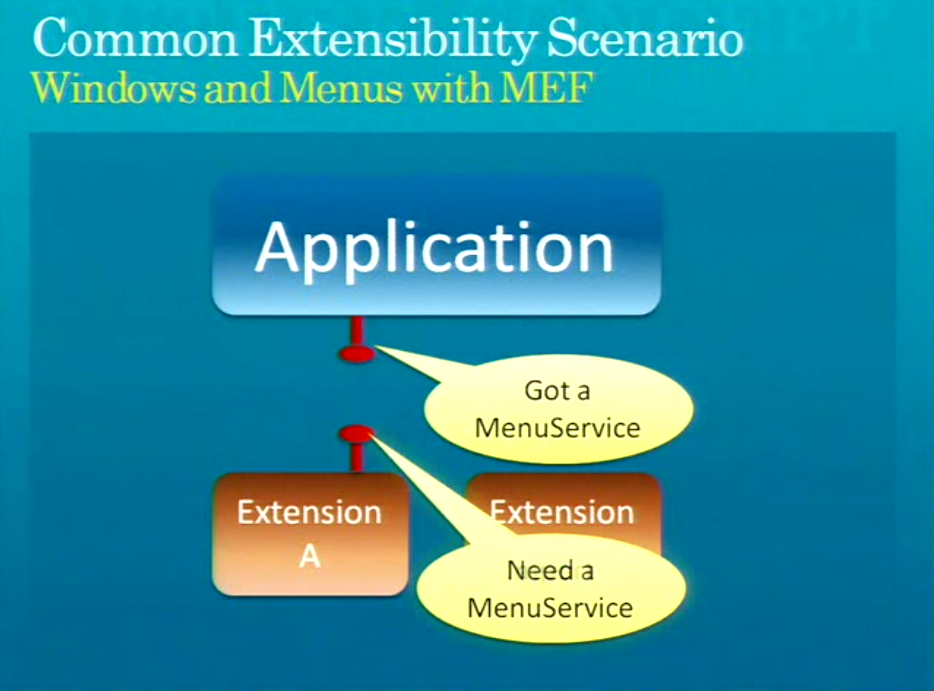 Common Extensibility Scenario
Windows and Menus with MEF
Application
Got a
MenuService
Extension
A
Extension
Need a
MenuService